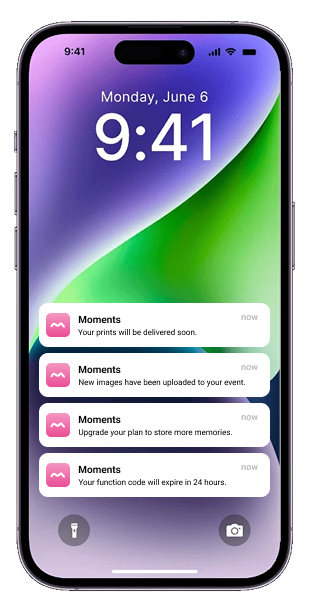 9:41
Monday, June 6
9:41
Moments
now
Your prints will be delivered soon.
Moments
now
New images have been uploaded to your event.
Moments
now
Upgrade your plan to store more memories.
Moments
now
Your function code will expire in 24 hours.